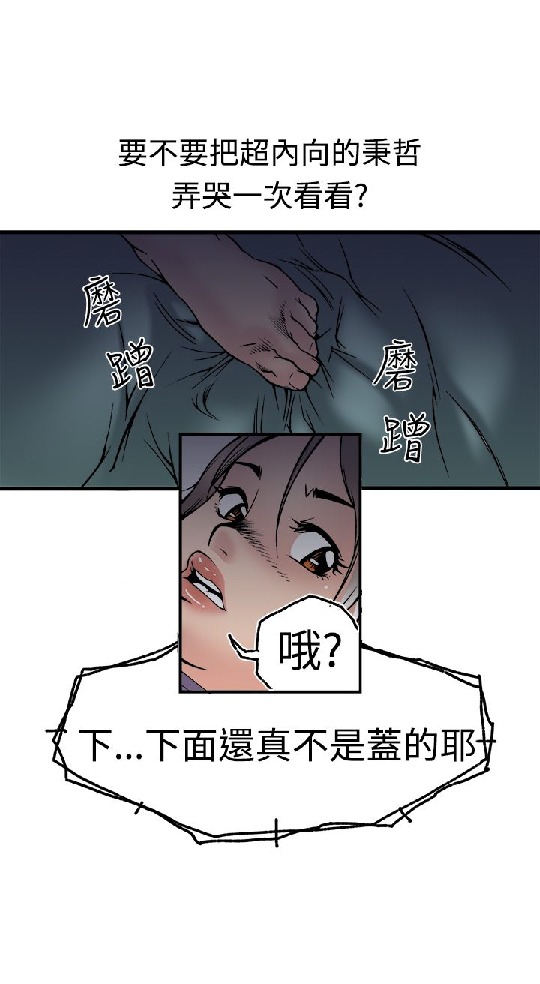 要不要把超內向的秉哲
弄哭一次看看?
磨
蹭
磨
蹭
哦?
下...下面還真不是蓋的耶